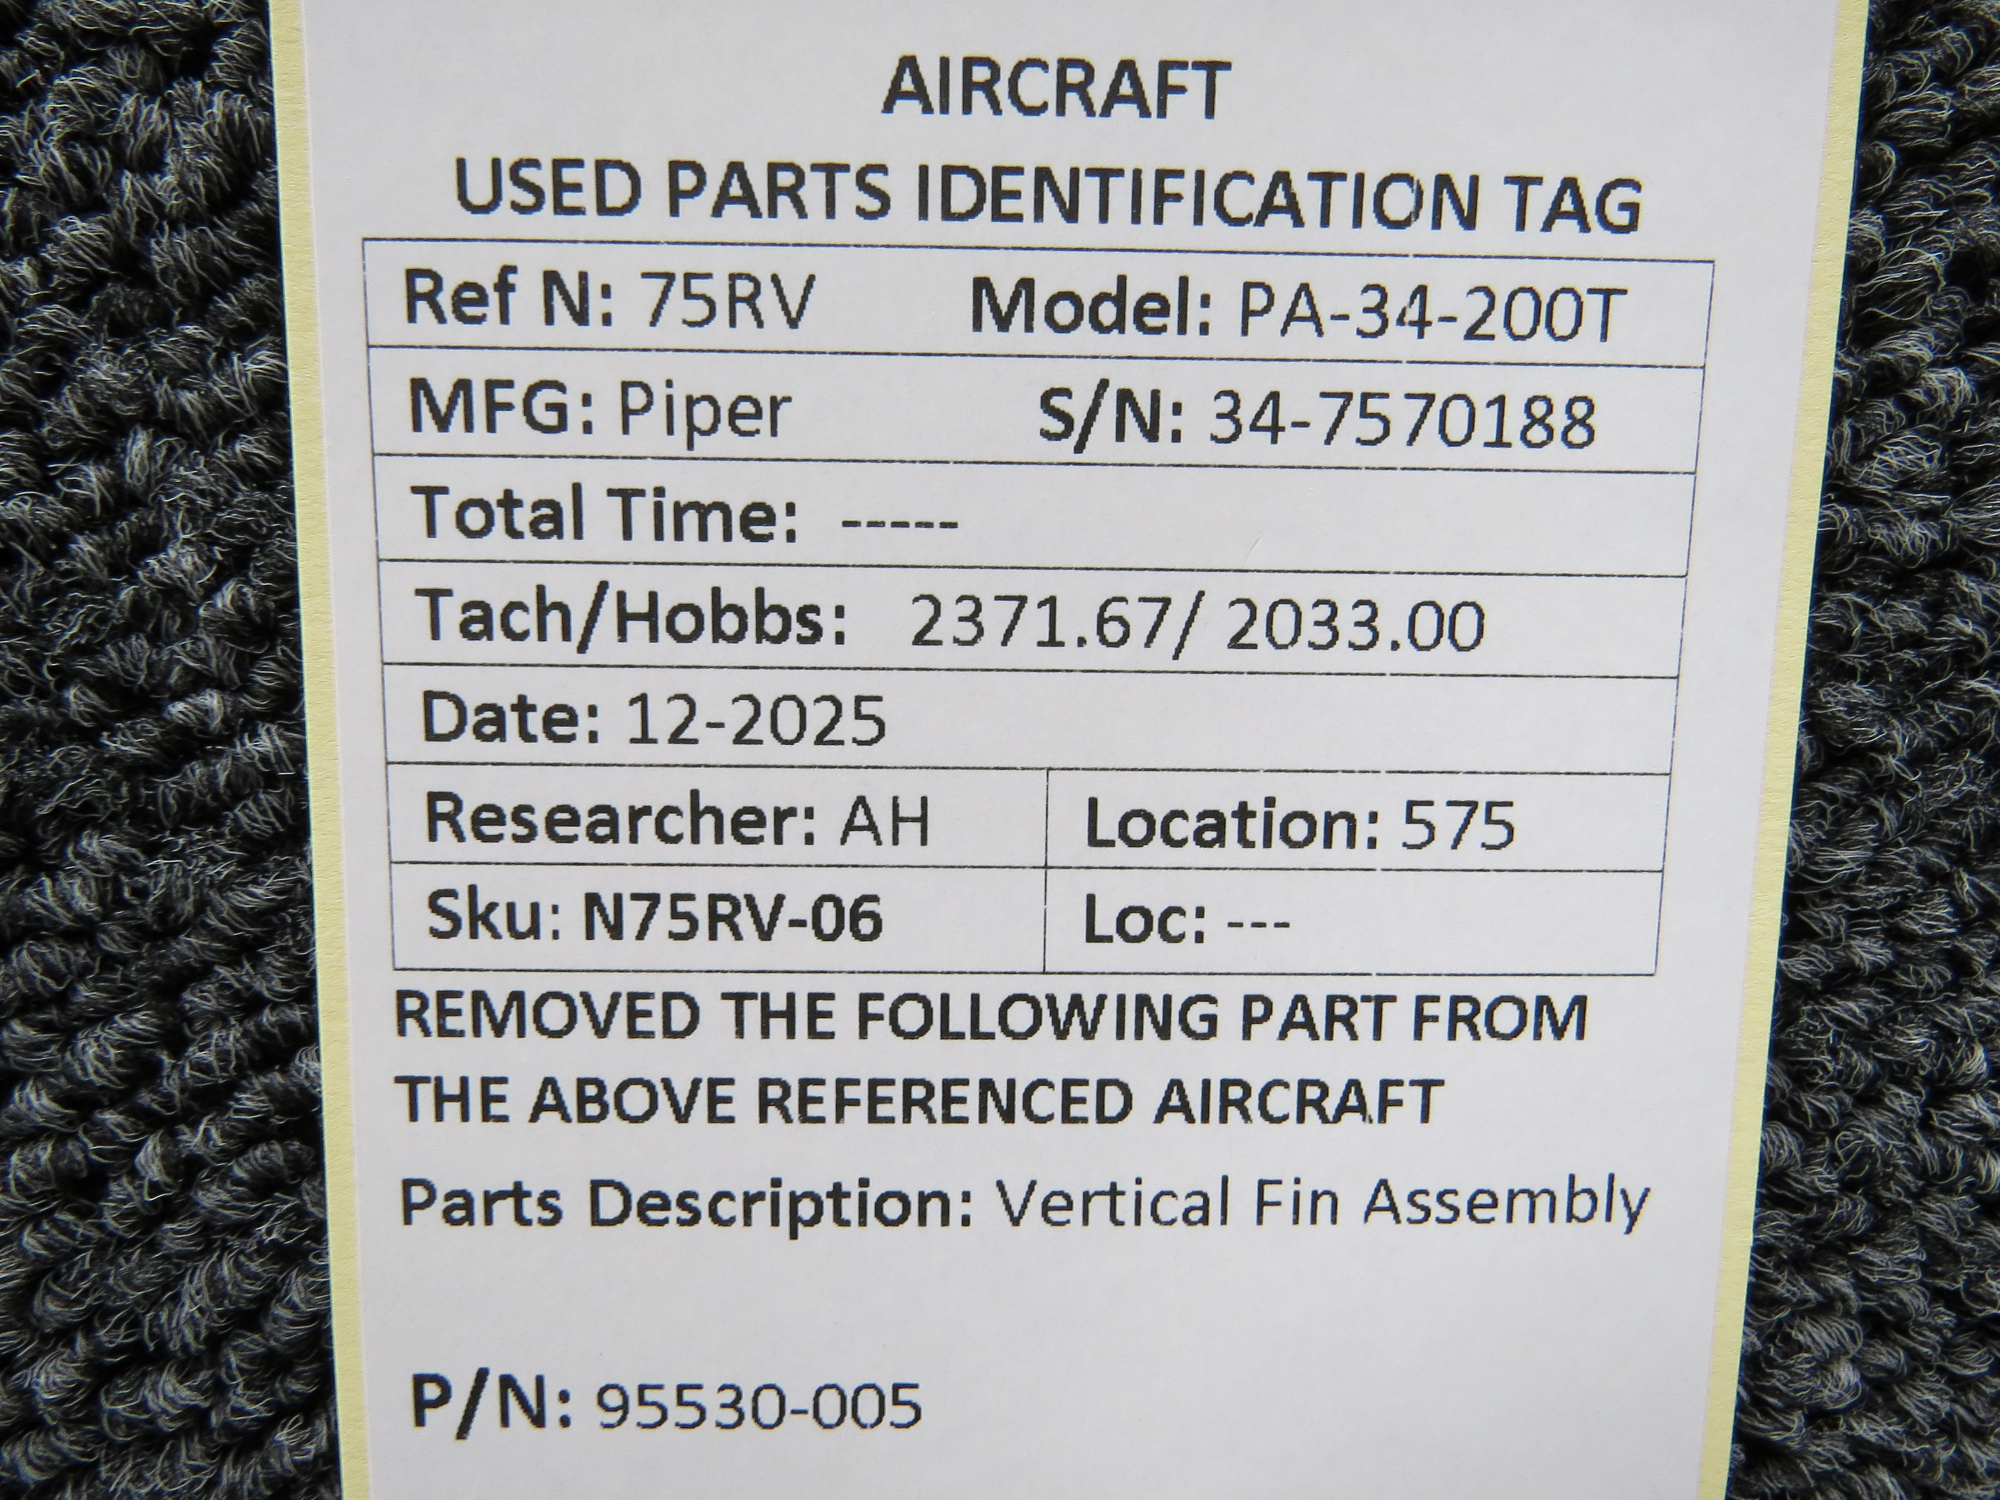 AIRCRAFT
USED PARTS IDENTIFICATION TAG
Ref N: 75RV Model: PA-34-200T
MFG: Piper S/N: 34-7570188
Total Time: -----
Tach/Hobbs: 2371.67/ 2033.00
Date: 12-2025
Researcher: AH Location: 575
Sku: N75RV-06 Loc: ---
REMOVED THE FOLLOWING PART FROM
THE ABOVE REFERENCED AIRCRAFT
Parts Description: Vertical Fin Assembly
P/N: 95530-005